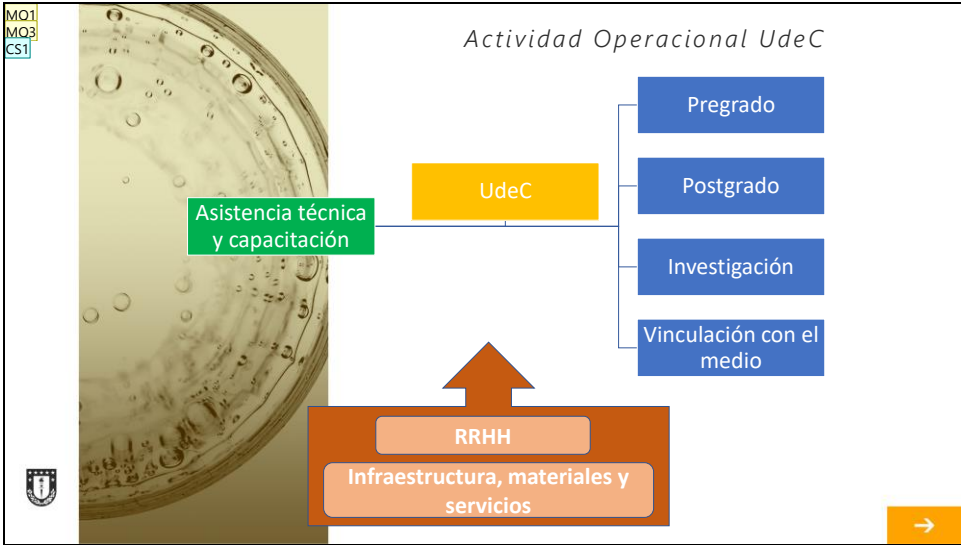 MO1
MO3
CS1
Actividad Operacional UdeC
Pregrado
UdeC
Postgrado
Asistencia técnica
y capacitación
Investigación
Vinculación con el
medio
RRHH
Infraestructura, materiales y
servicios